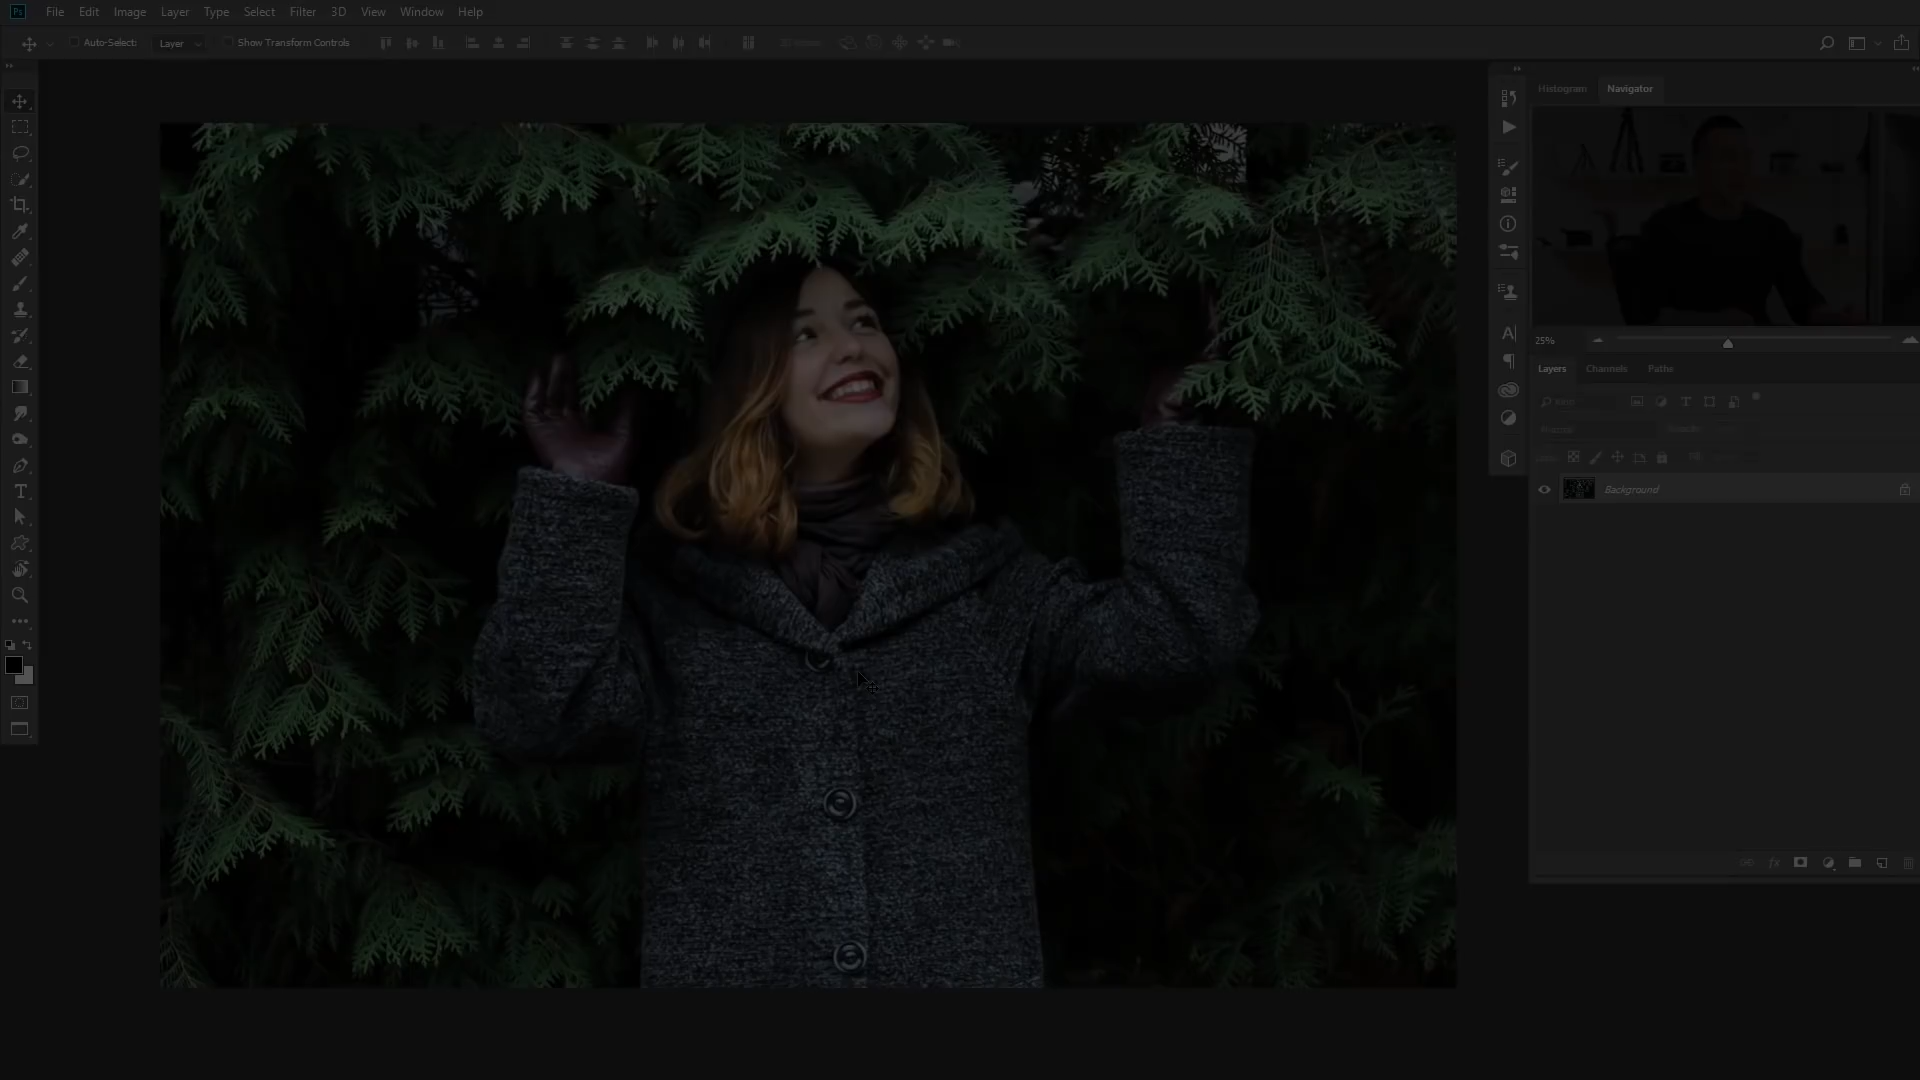 Ps File Edit Image Layer Type Select Filter 3D View Window Help
Auto-Select: Layer Show Transform Controls
Histogram Navigator
25%
Layers Channels Paths
Background